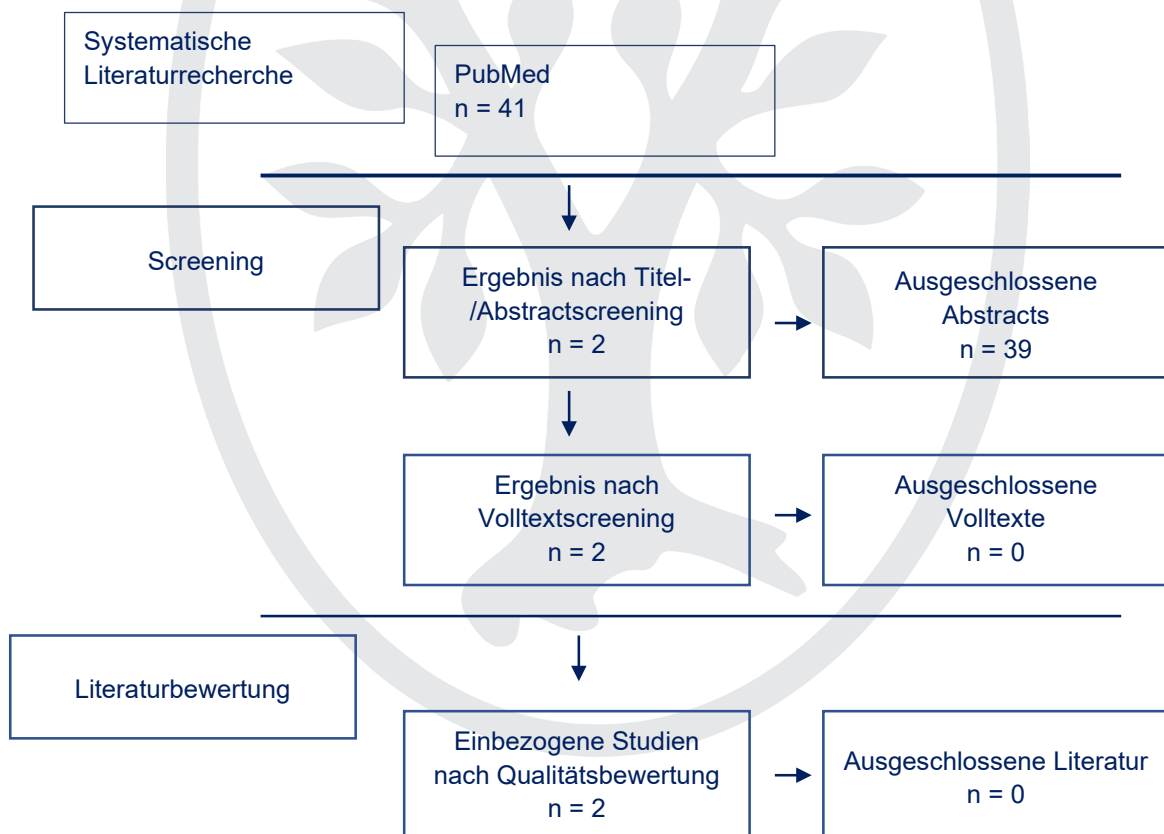 Systematische
Literaturrecherche
PubMed
n = 41
Screening
Ergebnis nach Titel-
/Abstractscreening
n = 2
Ausgeschlossene
Abstracts
n = 39
Ergebnis nach
Volltextscreening
n = 2
Ausgeschlossene
Volltexte
n = 0
Literaturbewertung
Einbezogene Studien
nach Qualitätsbewertung
n = 2
Ausgeschlossene Literatur
n = 0